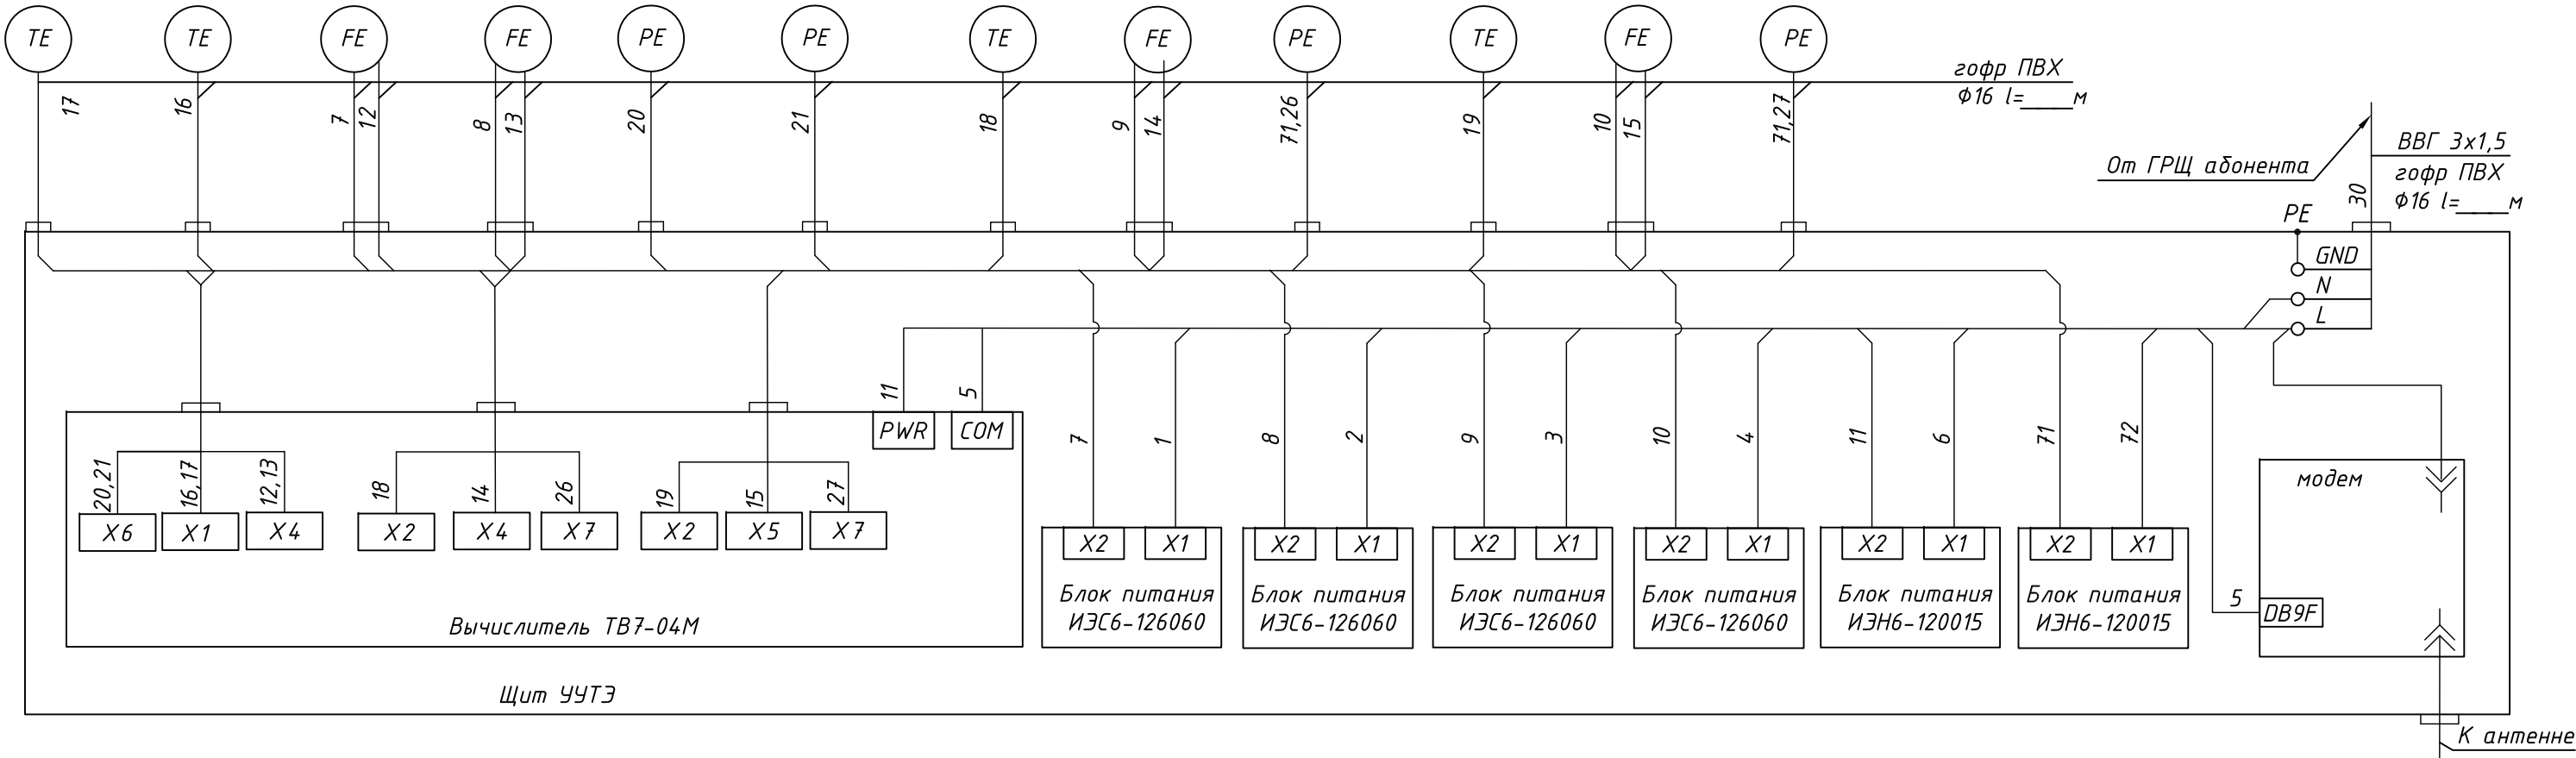 TE TE FE FE PE PE TE FE PE TE FE PE
гофр ПВХ
Ф16 l=____м
17 16 7 12 8 13 20 21 18 9 14 71,26 19 10 15 71,27
От ГРЩ абонента
ВВГ 3х1,5
гофр ПВХ
Ф16 l=____м
30
PE
GND
N
L
11 5
PWR COM
20,21 16,17 12,13 18 14 26 19 15 27
X6 X1 X4 X2 X4 X7 X2 X5 X7
Вычислитель ТВ7-04М
7 1 8 2 9 3 10 4 11 6 71 72
X2 X1 X2 X1 X2 X1 X2 X1 X2 X1 X2 X1
Блок питания
ИЭС6-126060
Блок питания
ИЭС6-126060
Блок питания
ИЭС6-126060
Блок питания
ИЭС6-126060
Блок питания
ИЭН6-120015
Блок питания
ИЭН6-120015
модем
5
DB9F
Щит УУТЭ
К антенне